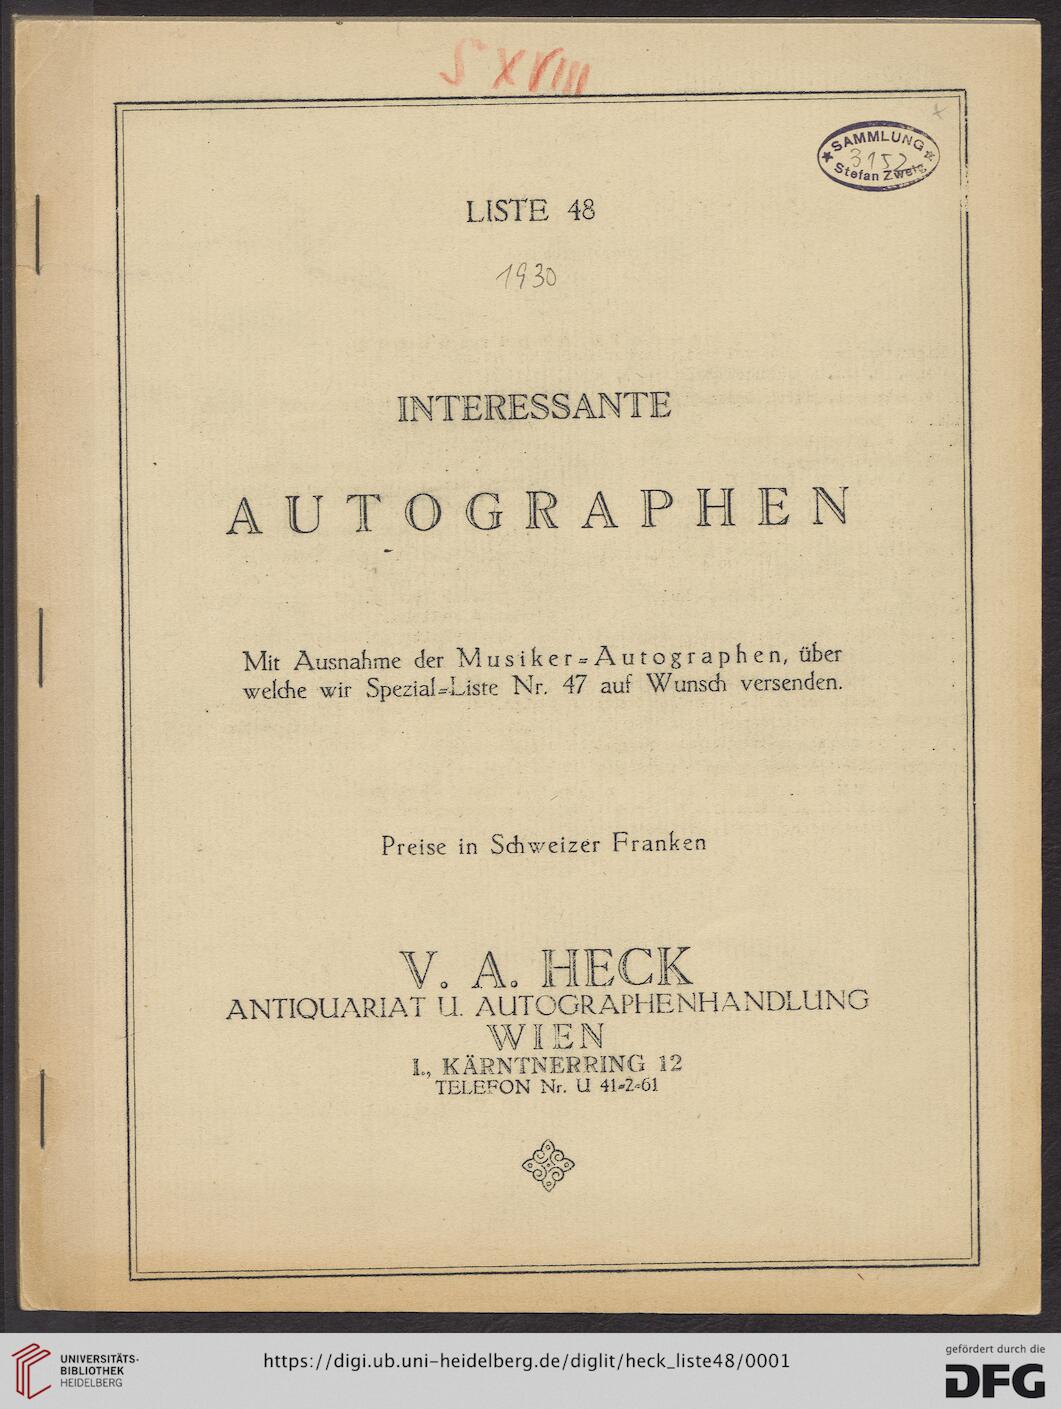 S XVIII
SAMMLUNG
3152
Stefan Zweig
LISTE 48
1930
INTERESSANTE
AUTOGRAPHEN
Mit Ausnahme der Musiker=Autographen, über
welche wir Spezial=Liste Nr. 47 auf Wunsch versenden.
Preise in Schweizer Franken
V. A. HECK
ANTIQUARIAT U. AUTOGRAPHENHANDLUNG
WIEN
I., KÄRNTNERRING 12
TELEFON Nr. U 41=2=61
UNIVERSITÄTS-
BIBLIOTHEK
HEIDELBERG
https://digi.ub.uni-heidelberg.de/diglit/heck_liste48/0001
gefördert durch die
DFG